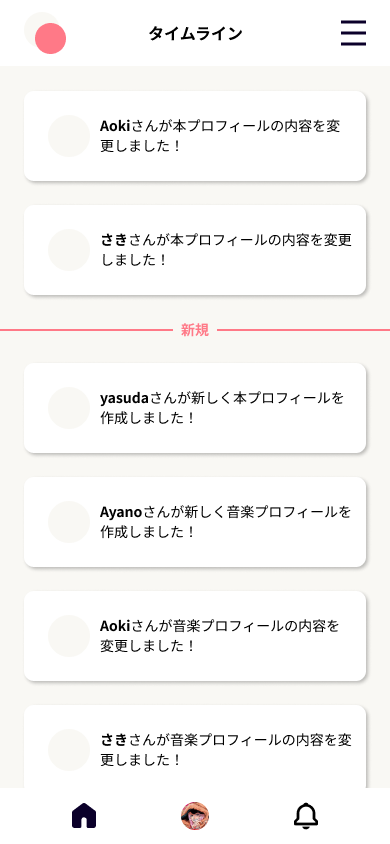 タイムライン
Aokiさんが本プロフィールの内容を変
更しました！
さきさんが本プロフィールの内容を変更
しました！
新規
yasudaさんが新しく本プロフィールを
作成しました！
Ayanoさんが新しく音楽プロフィールを
作成しました！
Aokiさんが音楽プロフィールの内容を
変更しました！
さきさんが音楽プロフィールの内容を変
更しました！